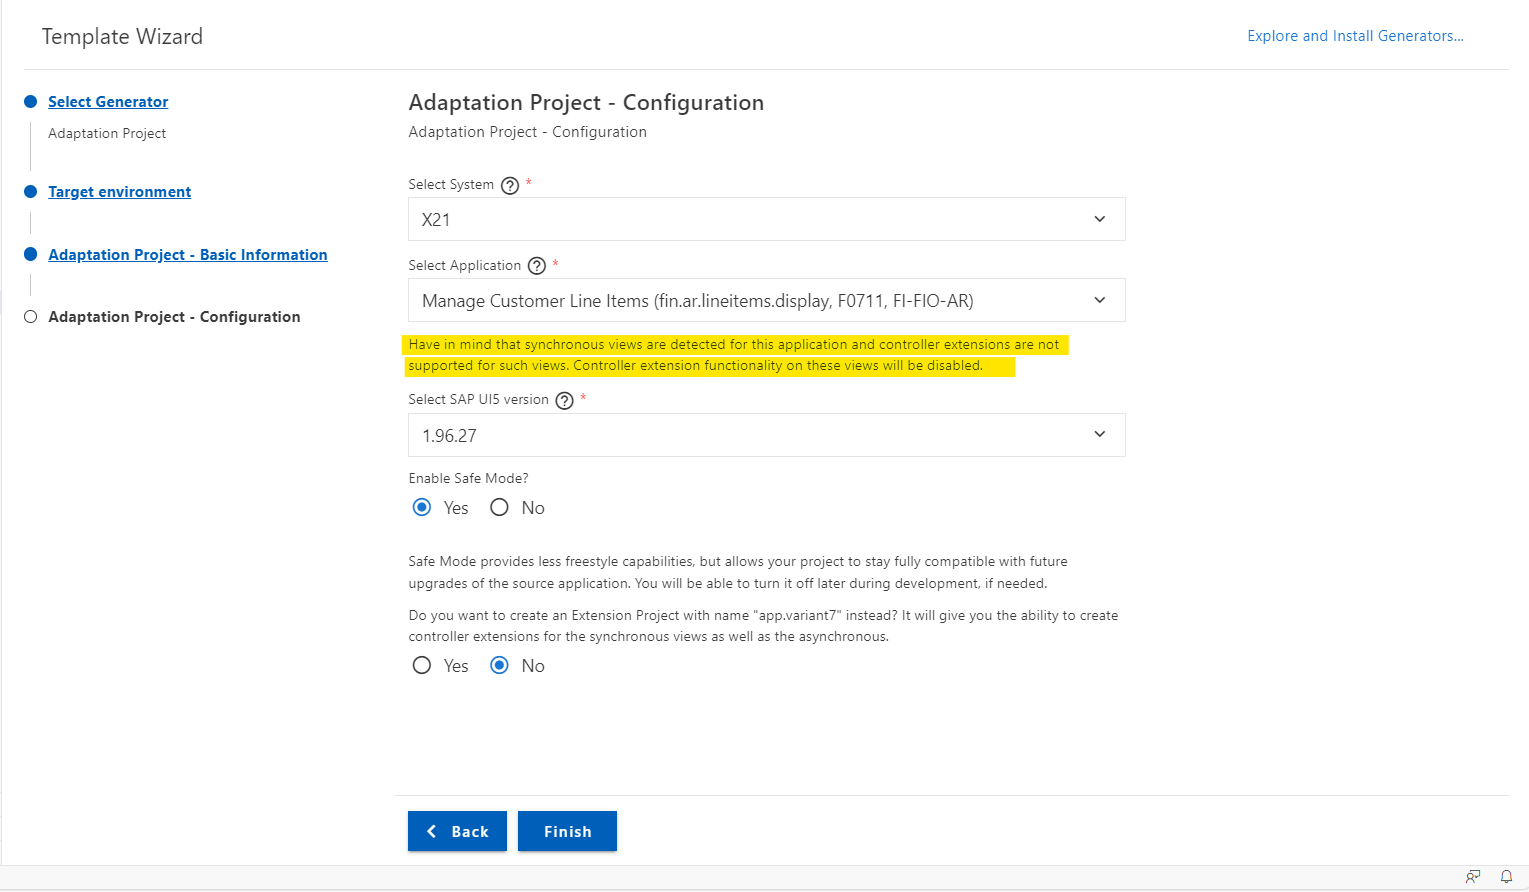 Template Wizard
Explore and Install Generators...
Select Generator
Adaptation Project
Target environment
Adaptation Project - Basic Information
Adaptation Project - Configuration
Adaptation Project - Configuration
Adaptation Project - Configuration
Select System ? *
X21
Select Application ? *
Manage Customer Line Items (fin.ar.lineitems.display, F0711, FI-FIO-AR)
Have in mind that synchronous views are detected for this application and controller extensions are not
supported for such views. Controller extension functionality on these views will be disabled.
Select SAP UI5 version ? *
1.96.27
Enable Safe Mode?
Yes No
Safe Mode provides less freestyle capabilities, but allows your project to stay fully compatible with future
upgrades of the source application. You will be able to turn it off later during development, if needed.
Do you want to create an Extension Project with name "app.variant7" instead? It will give you the ability to create
controller extensions for the synchronous views as well as the asynchronous.
Yes No
Back Finish